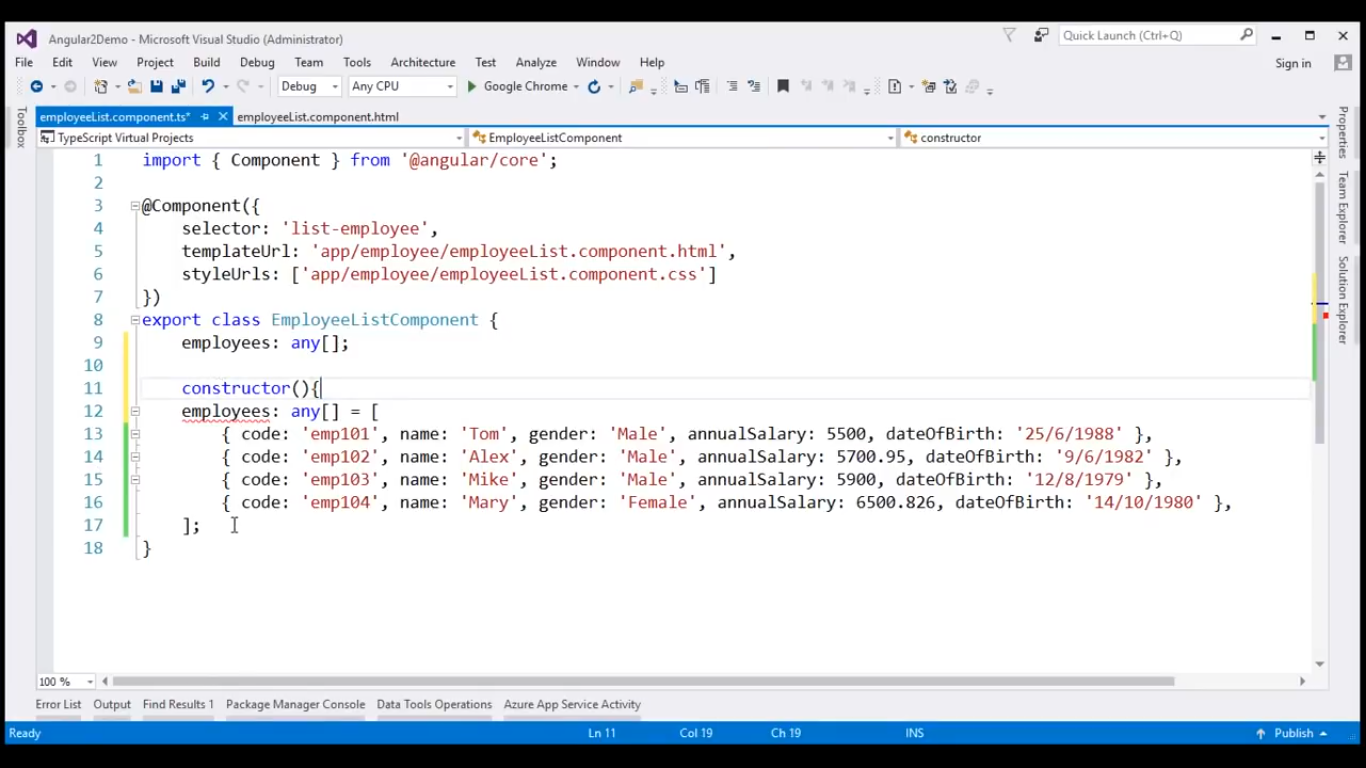 Angular2Demo - Microsoft Visual Studio (Administrator)
Quick Launch (Ctrl+Q)
File Edit View Project Build Debug Team Tools Architecture Test Analyze Window Help
Sign in
Debug Any CPU Google Chrome
employeeList.component.ts* employeeList.component.html
TypeScript Virtual Projects EmployeeListComponent constructor
Toolbox
1 import { Component } from '@angular/core';
2
3 @Component({
4 selector: 'list-employee',
5 templateUrl: 'app/employee/employeeList.component.html',
6 styleUrls: ['app/employee/employeeList.component.css']
7 })
8 export class EmployeeListComponent {
9 employees: any[];
10
11 constructor(){
12 employees: any[] = [
13 { code: 'emp101', name: 'Tom', gender: 'Male', annualSalary: 5500, dateOfBirth: '25/6/1988' },
14 { code: 'emp102', name: 'Alex', gender: 'Male', annualSalary: 5700.95, dateOfBirth: '9/6/1982' },
15 { code: 'emp103', name: 'Mike', gender: 'Male', annualSalary: 5900, dateOfBirth: '12/8/1979' },
16 { code: 'emp104', name: 'Mary', gender: 'Female', annualSalary: 6500.826, dateOfBirth: '14/10/1980' },
17 ];
18 }
Properties
Team Explorer
Solution Explorer
100 %
Error List Output Find Results 1 Package Manager Console Data Tools Operations Azure App Service Activity
Ready Ln 11 Col 19 Ch 19 INS Publish